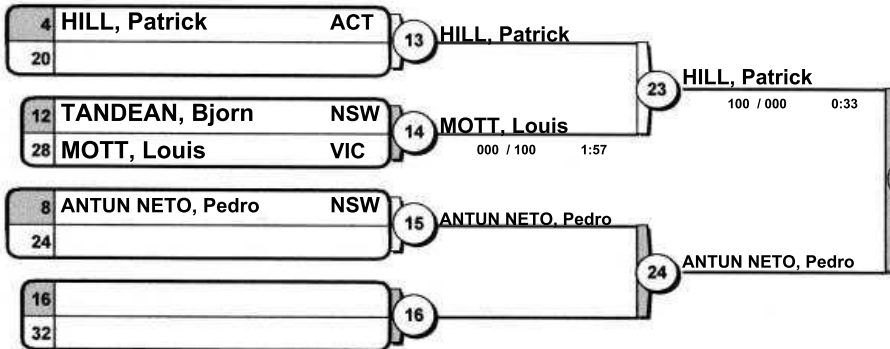 4 HILL, Patrick ACT
20
13 HILL, Patrick
12 TANDEAN, Bjorn NSW
28 MOTT, Louis VIC
14 MOTT, Louis
000 / 100 1:57
23 HILL, Patrick
100 / 000 0:33
8 ANTUN NETO, Pedro NSW
24
15 ANTUN NETO, Pedro
16
32
16
24 ANTUN NETO, Pedro